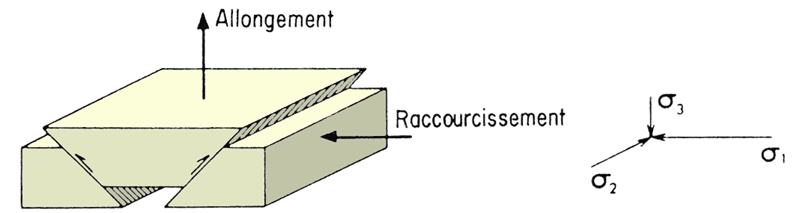 Allongement
Raccourcissement
σ3
σ1
σ2